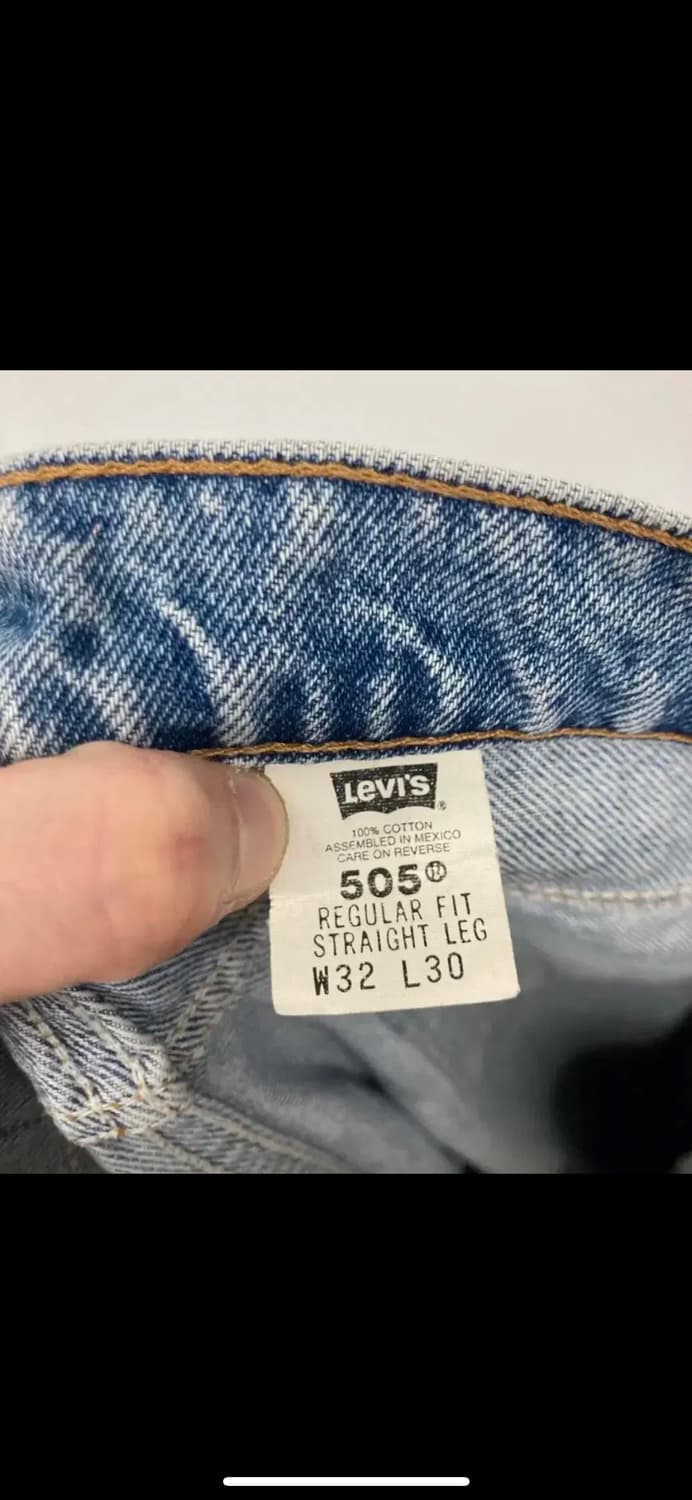 Levi's ®
100% COTTON
ASSEMBLED IN MEXICO
CARE ON REVERSE
505®
REGULAR FIT
STRAIGHT LEG
W32 L30